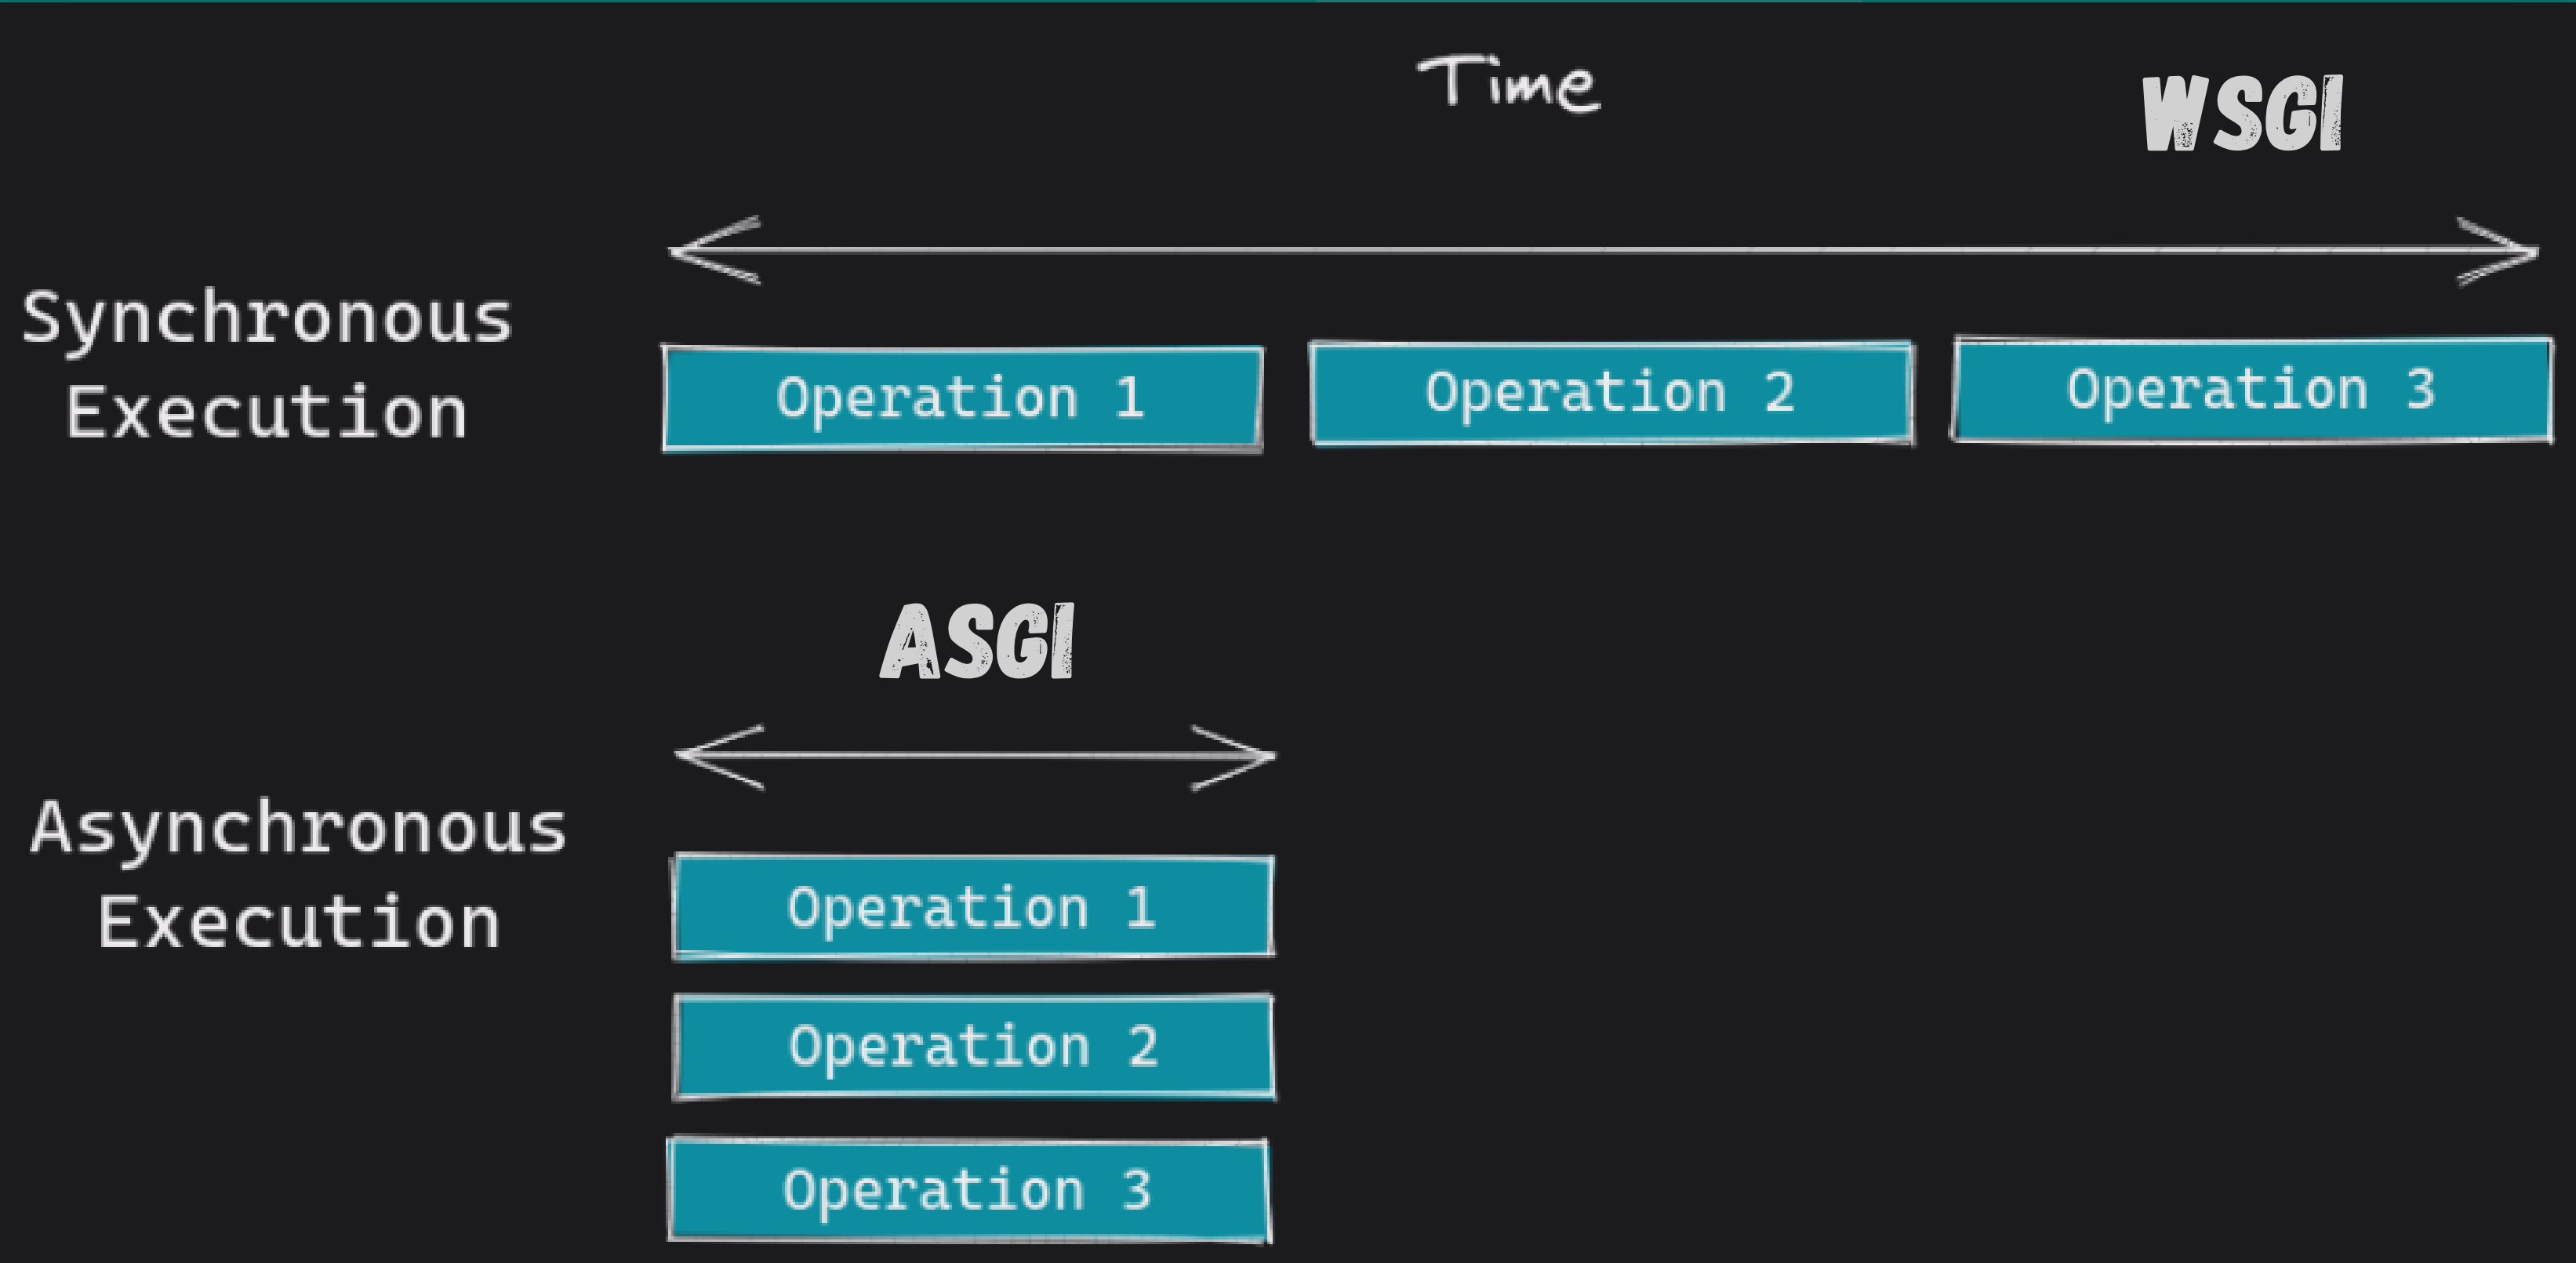 Time
WSGI
Synchronous
Execution
Operation 1
Operation 2
Operation 3
ASGI
Asynchronous
Execution
Operation 1
Operation 2
Operation 3